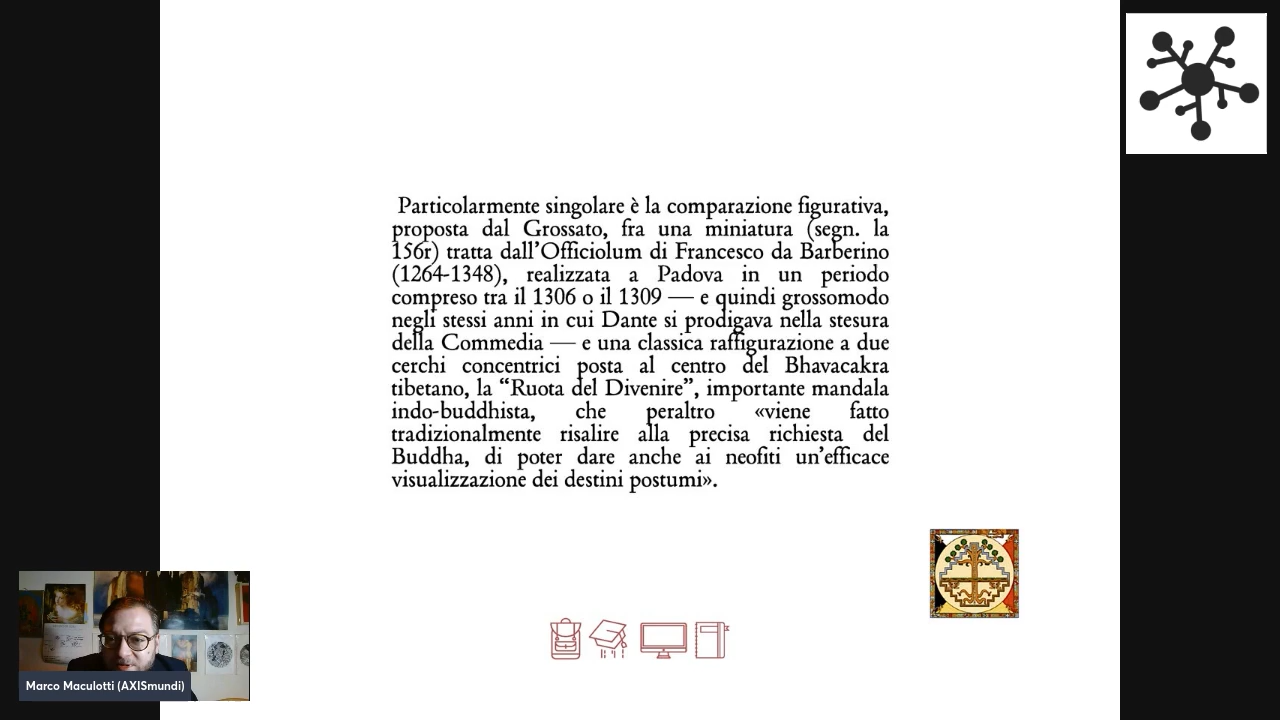 Particolarmente singolare è la comparazione figurativa,
proposta dal Grossato, fra una miniatura (segn. la
156r) tratta dall’Officiolum di Francesco da Barberino
(1264-1348), realizzata a Padova in un periodo
compreso tra il 1306 o il 1309 — e quindi grossomodo
negli stessi anni in cui Dante si prodigava nella stesura
della Commedia — e una classica raffigurazione a due
cerchi concentrici posta al centro del Bhavacakra
tibetano, la “Ruota del Divenire”, importante mandala
indo-buddhista, che peraltro «viene fatto
tradizionalmente risalire alla precisa richiesta del
Buddha, di poter dare anche ai neofiti un’efficace
visualizzazione dei destini postumi».
Marco Maculotti (AXISmundi)